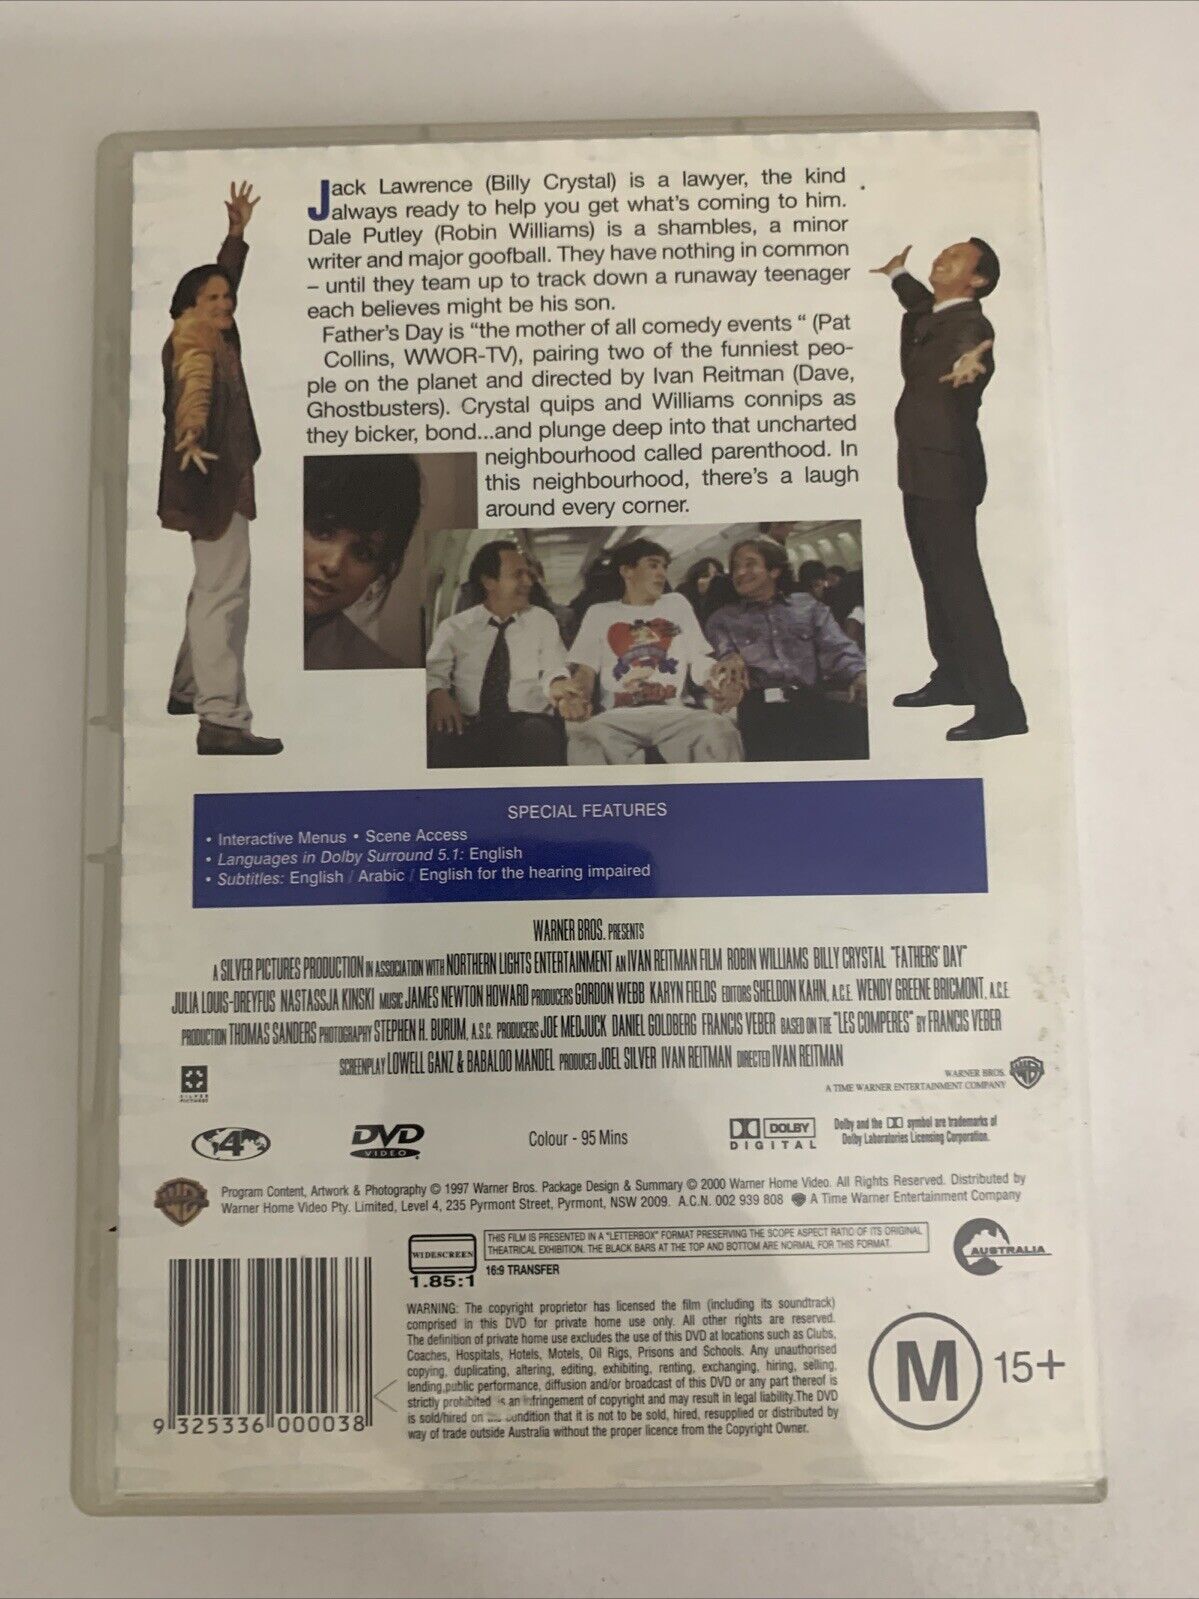 Jack Lawrence (Billy Crystal) is a lawyer, the kind
always ready to help you get what's coming to him.
Dale Putley (Robin Williams) is a shambles, a minor
writer and major goofball. They have nothing in common
– until they team up to track down a runaway teenager
each believes might be his son.
Father's Day is "the mother of all comedy events " (Pat
Collins, WWOR-TV), pairing two of the funniest peo-
ple on the planet and directed by Ivan Reitman (Dave,
Ghostbusters). Crystal quips and Williams connips as
they bicker, bond...and plunge deep into that uncharted
neighbourhood called parenthood. In
this neighbourhood, there's a laugh
around every corner.
SPECIAL FEATURES
• Interactive Menus • Scene Access
• Languages in Dolby Surround 5.1: English
• Subtitles: English / Arabic / English for the hearing impaired
WARNER BROS. PRESENTS
A SILVER PICTURES PRODUCTION IN ASSOCIATION WITH NORTHERN LIGHTS ENTERTAINMENT AN IVAN REITMAN FILM ROBIN WILLIAMS BILLY CRYSTAL "FATHERS' DAY"
JULIA LOUIS-DREYFUS NASTASSJA KINSKI MUSIC JAMES NEWTON HOWARD PRODUCERS GORDON WEBB KARYN FIELDS EDITORS SHELDON KAHN, A.C.E. WENDY GREENE BRICMONT, A.C.E.
PRODUCTION THOMAS SANDERS PHOTOGRAPHY STEPHEN H. BURUM, A.S.C. PRODUCERS JOE MEDJUCK DANIEL GOLDBERG FRANCIS VEBER BASED ON THE "LES COMPERES" BY FRANCIS VEBER
SCREENPLAY LOWELL GANZ & BABALOO MANDEL PRODUCED JOEL SILVER IVAN REITMAN DIRECTED IVAN REITMAN
SILVER
PICTURES
WARNER BROS.
A TIME WARNER ENTERTAINMENT COMPANY
4
DVD
VIDEO
Colour - 95 Mins
DOLBY
DIGITAL
Dolby and the symbol are trademarks of
Dolby Laboratories Licensing Corporation.
Program Content, Artwork & Photography © 1997 Warner Bros. Package Design & Summary © 2000 Warner Home Video. All Rights Reserved. Distributed by
Warner Home Video Pty. Limited, Level 4, 235 Pyrmont Street, Pyrmont, NSW 2009. A.C.N. 002 939 808 A Time Warner Entertainment Company
WIDESCREEN
1.85:1
THIS FILM IS PRESENTED IN A "LETTERBOX" FORMAT PRESERVING THE SCOPE ASPECT RATIO OF ITS ORIGINAL
THEATRICAL EXHIBITION. THE BLACK BARS AT THE TOP AND BOTTOM ARE NORMAL FOR THIS FORMAT.
16:9 TRANSFER
AUSTRALIA
WARNING: The copyright proprietor has licensed the film (including its soundtrack)
comprised in this DVD for private home use only. All other rights are reserved.
The definition of private home use excludes the use of this DVD at locations such as Clubs,
Coaches, Hospitals, Hotels, Motels, Oil Rigs, Prisons and Schools. Any unauthorised
copying, duplicating, altering, editing, exhibiting, renting, exchanging, hiring, selling,
lending,public performance, diffusion and/or broadcast of this DVD or any part thereof is
strictly prohibited an infringement of copyright and may result in legal liability.The DVD
is sold/hired on condition that it is not to be sold, hired, resupplied or distributed by
way of trade outside Australia without the proper licence from the Copyright Owner.
M 15+
9 325336 000038